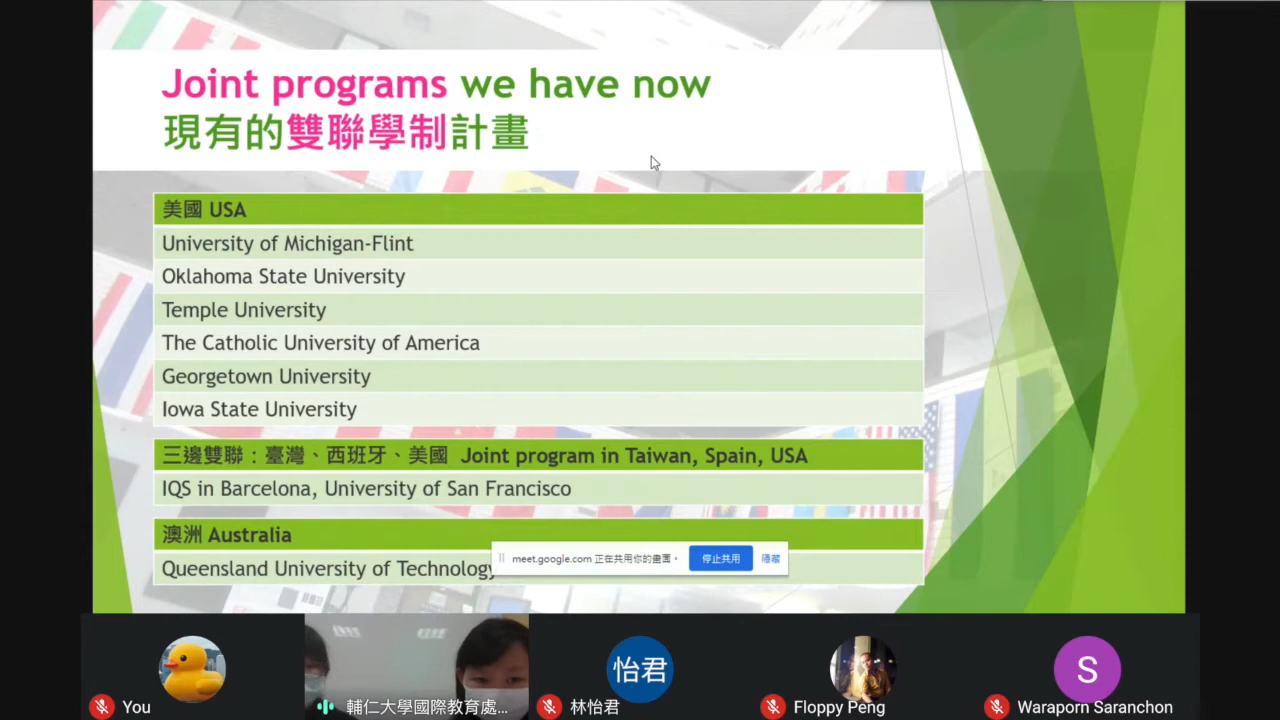 Joint programs we have now
現有的雙聯學制計畫
美國 USA
University of Michigan-Flint
Oklahoma State University
Temple University
The Catholic University of America
Georgetown University
Iowa State University
三邊雙聯：臺灣、西班牙、美國 Joint program in Taiwan, Spain, USA
IQS in Barcelona, University of San Francisco
澳洲 Australia
Queensland University of Technology
meet.google.com 正在共用你的畫面。 停止共用 隱藏
怡君
S
You
輔仁大學國際教育處...
林怡君
Floppy Peng
Waraporn Saranchon